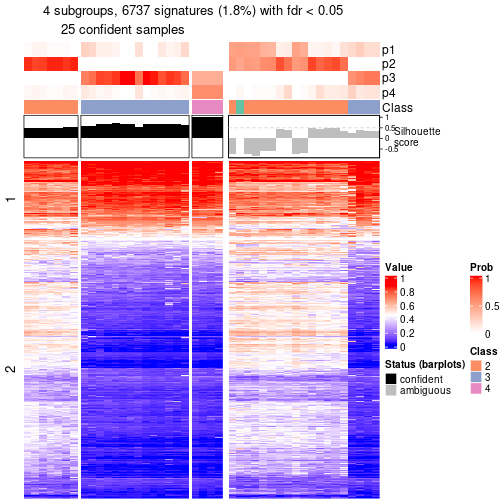 4 subgroups, 6737 signatures (1.8%) with fdr < 0.05
25 confident samples
p1
p2
p3
p4
Class
1
0.5
0
-0.5
Silhouette
score
1
2
Value
1
0.8
0.6
0.4
0.2
0
Prob
1
0.5
0
Status (barplots)
confident
ambiguous
Class
2
3
4